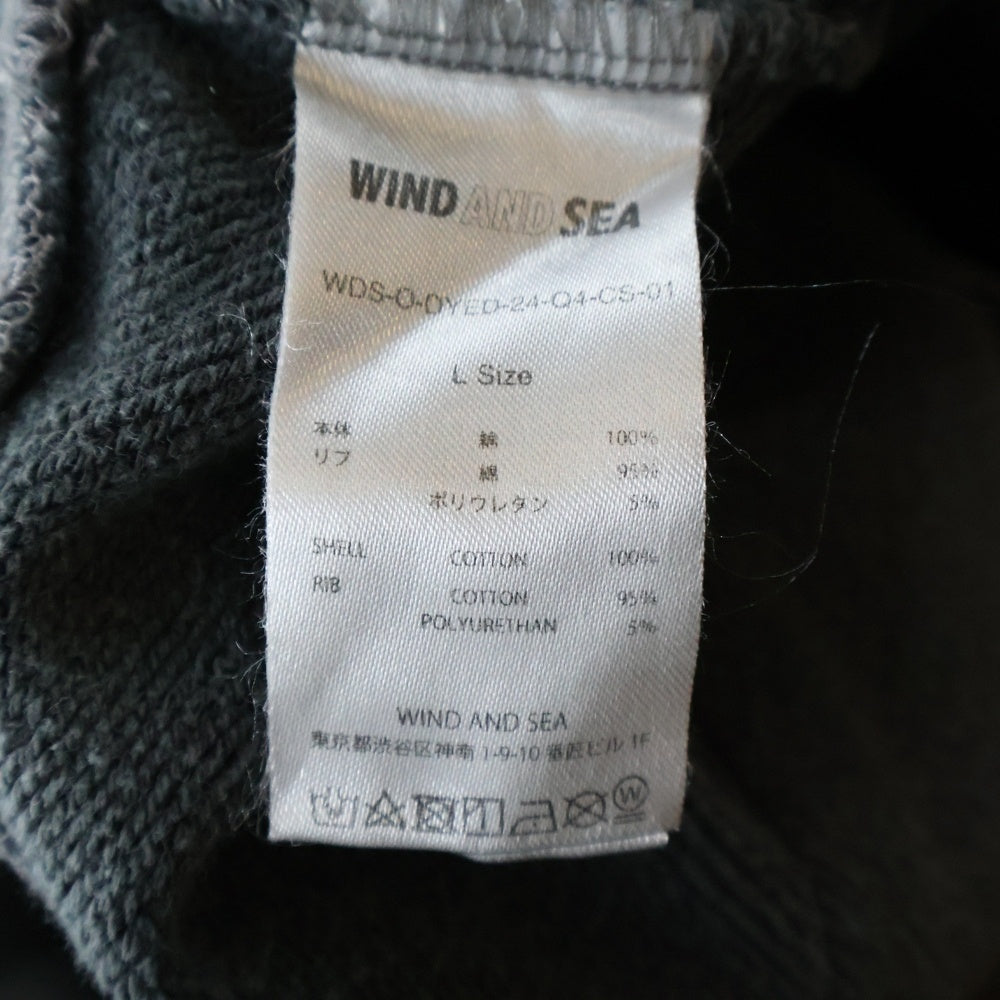 WIND AND SEA
WDS-O-DYED-24-Q4-CS-01
L Size
本体 綿 100%
リブ 綿 95%
ポリウレタン 5%
SHELL COTTON 100%
RIB COTTON 95%
POLYURETHAN 5%
WIND AND SEA
東京都渋谷区神南 1-9-10 ビル 1F
W